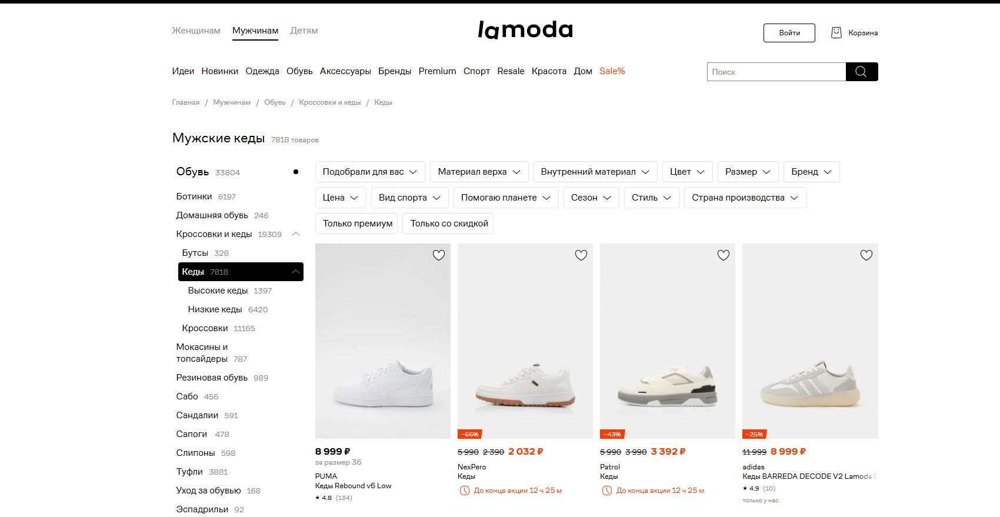 Женщинам Мужчинам Детям
lamoda
Войти Корзина
Идеи Новинки Одежда Обувь Аксессуары Бренды Premium Спорт Resale Красота Дом Sale%
Поиск
Главная / Мужчинам / Обувь / Кроссовки и кеды / Кеды
Мужские кеды 7818 товаров
Обувь 33804
Ботинки 6197
Домашняя обувь 246
Кроссовки и кеды 19309
Бутсы 328
Кеды 7818
Высокие кеды 1397
Низкие кеды 6420
Кроссовки 11165
Мокасины и
топсайдеры 787
Резиновая обувь 989
Сабо 456
Сандалии 591
Сапоги 478
Слипоны 598
Туфли 3881
Уход за обувью 168
Эспадрильи 92
Подобрали для вас Материал верха Внутренний материал Цвет Размер Бренд
Цена Вид спорта Помогаю планете Сезон Стиль Страна производства
Только премиум Только со скидкой
8 999 ₽
за размер 36
PUMA
Кеды Rebound v6 Low
★ 4.8 (134)
−66%
5 990 2 390 2 032 ₽
NexPero
Кеды
До конца акции 12 ч 25 м
−43%
5 990 3 990 3 392 ₽
Patrol
Кеды
До конца акции 12 ч 25 м
−25%
11 999 8 999 ₽
adidas
Кеды BARREDA DECODE V2 Lamoda
★ 4.9 (10)
только у нас